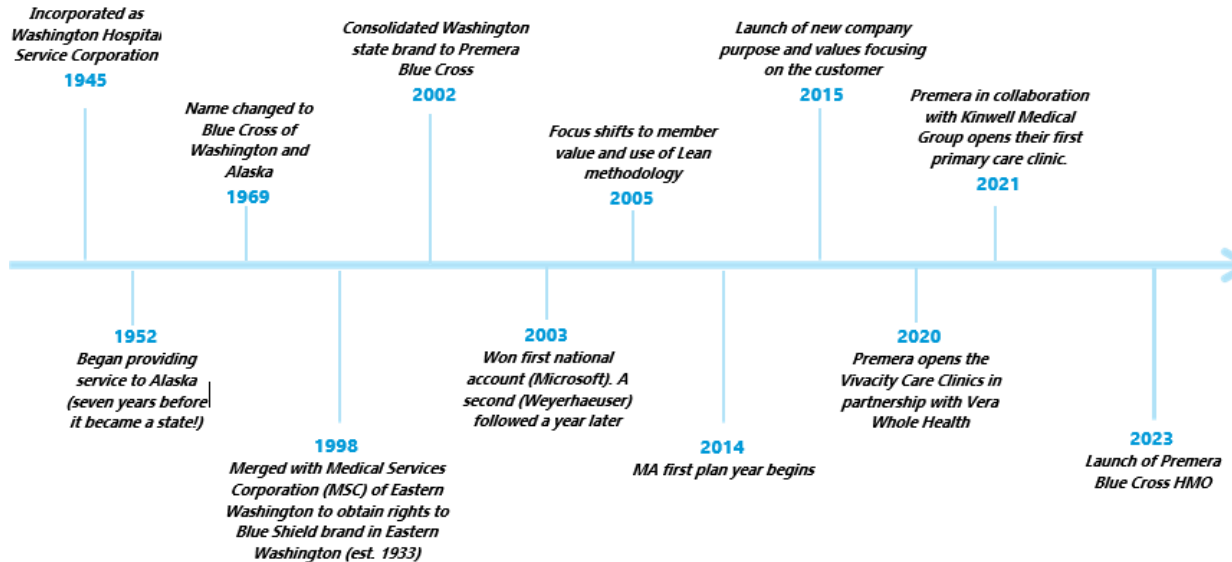 Incorporated as
Washington Hospital
Service Corporation
1945
Name changed to
Blue Cross of
Washington and
Alaska
1969
Consolidated Washington
state brand to Premera
Blue Cross
2002
Focus shifts to member
value and use of Lean
methodology
2005
Launch of new company
purpose and values focusing
on the customer
2015
Premera in collaboration
with Kinwell Medical
Group opens their first
primary care clinic.
2021
1952
Began providing
service to Alaska
(seven years before
it became a state!)
1998
Merged with Medical Services
Corporation (MSC) of Eastern
Washington to obtain rights to
Blue Shield brand in Eastern
Washington (est. 1933)
2003
Won first national
account (Microsoft). A
second (Weyerhaeuser)
followed a year later
2014
MA first plan year begins
2020
Premera opens the
Vivacity Care Clinics in
partnership with Vera
Whole Health
2023
Launch of Premera
Blue Cross HMO